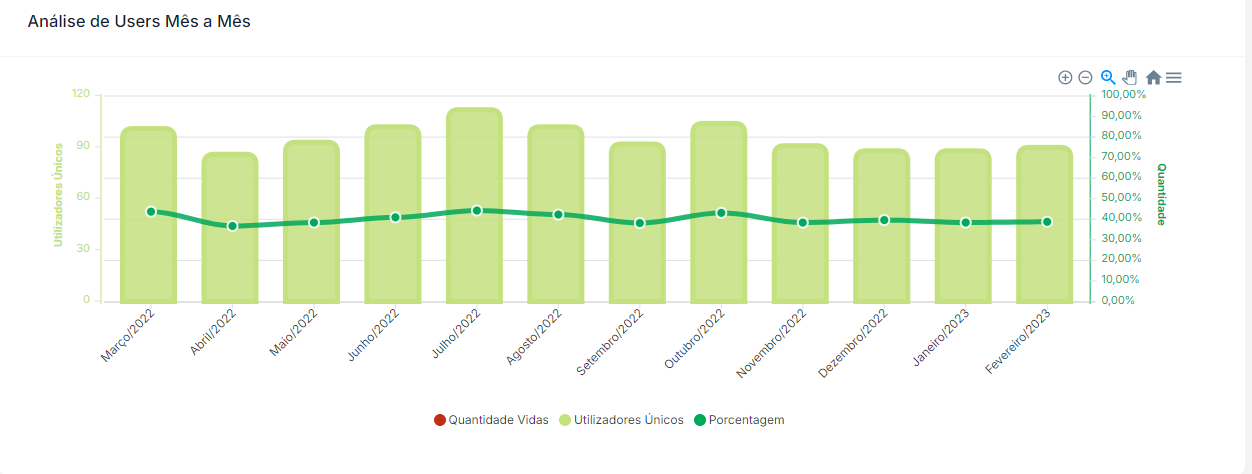 Análise de Users Mês a Mês
120
90
60
30
0
Utilizadores Únicos
100,00%
90,00%
80,00%
70,00%
60,00%
50,00%
40,00%
30,00%
20,00%
10,00%
0,00%
Quantidade
Março/2022
Abril/2022
Maio/2022
Junho/2022
Julho/2022
Agosto/2022
Setembro/2022
Outubro/2022
Novembro/2022
Dezembro/2022
Janeiro/2023
Fevereiro/2023
Quantidade Vidas Utilizadores Únicos Porcentagem